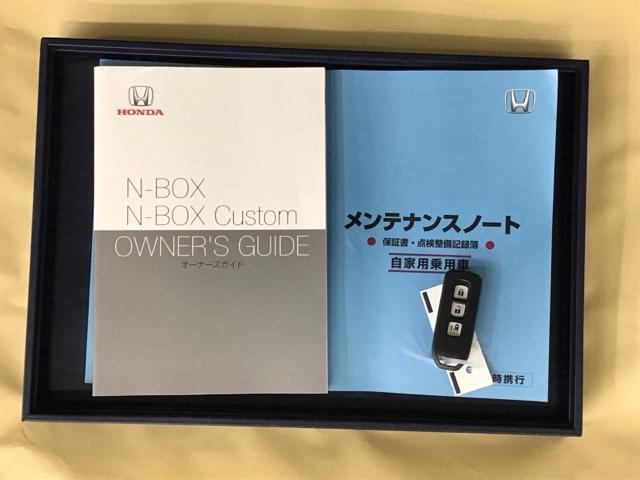 HONDA
N-BOX
N-BOX Custom
OWNER'S GUIDE
オーナーズガイド
メンテナンスノート
保証書・点検整備記録簿
自家用乗用車
時携行